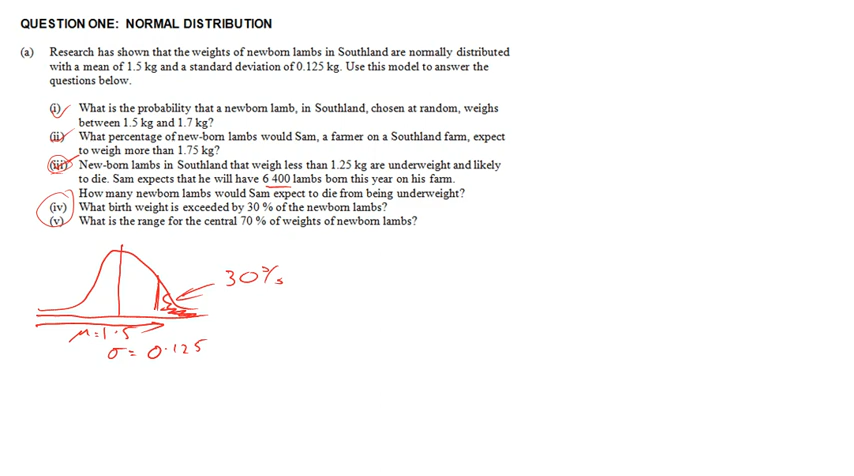 QUESTION ONE: NORMAL DISTRIBUTION
(a) Research has shown that the weights of newborn lambs in Southland are normally distributed
with a mean of 1.5 kg and a standard deviation of 0.125 kg. Use this model to answer the
questions below.
(i) What is the probability that a newborn lamb, in Southland, chosen at random, weighs
between 1.5 kg and 1.7 kg?
(ii) What percentage of new-born lambs would Sam, a farmer on a Southland farm, expect
to weigh more than 1.75 kg?
(iii) New-born lambs in Southland that weigh less than 1.25 kg are underweight and likely
to die. Sam expects that he will have 6 400 lambs born this year on his farm.
How many newborn lambs would Sam expect to die from being underweight?
(iv) What birth weight is exceeded by 30 % of the newborn lambs?
(v) What is the range for the central 70 % of weights of newborn lambs?
30%
μ=1.5
σ = 0.125